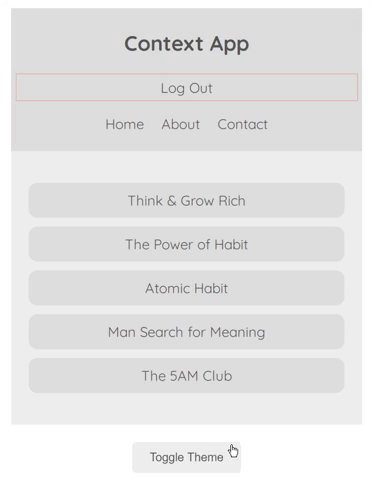 Context App
Log Out
Home About Contact
Think & Grow Rich
The Power of Habit
Atomic Habit
Man Search for Meaning
The 5AM Club
Toggle Theme